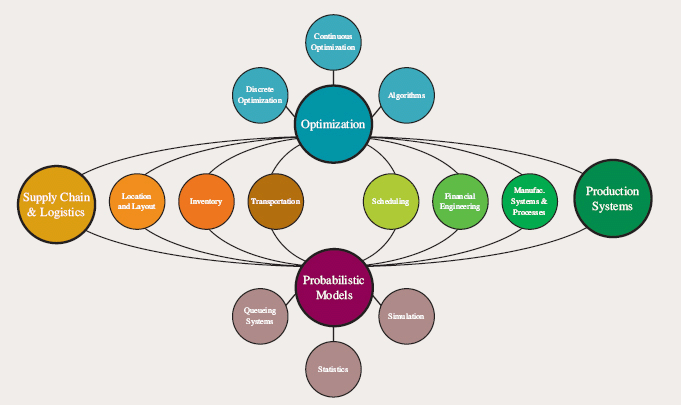 Continuous
Optimization
Discrete
Optimization
Algorithms
Optimization
Supply Chain
& Logistics
Location
and Layout
Inventory
Transportation
Scheduling
Financial
Engineering
Manufac.
Systems &
Processes
Production
Systems
Probabilistic
Models
Queueing
Systems
Simulation
Statistics